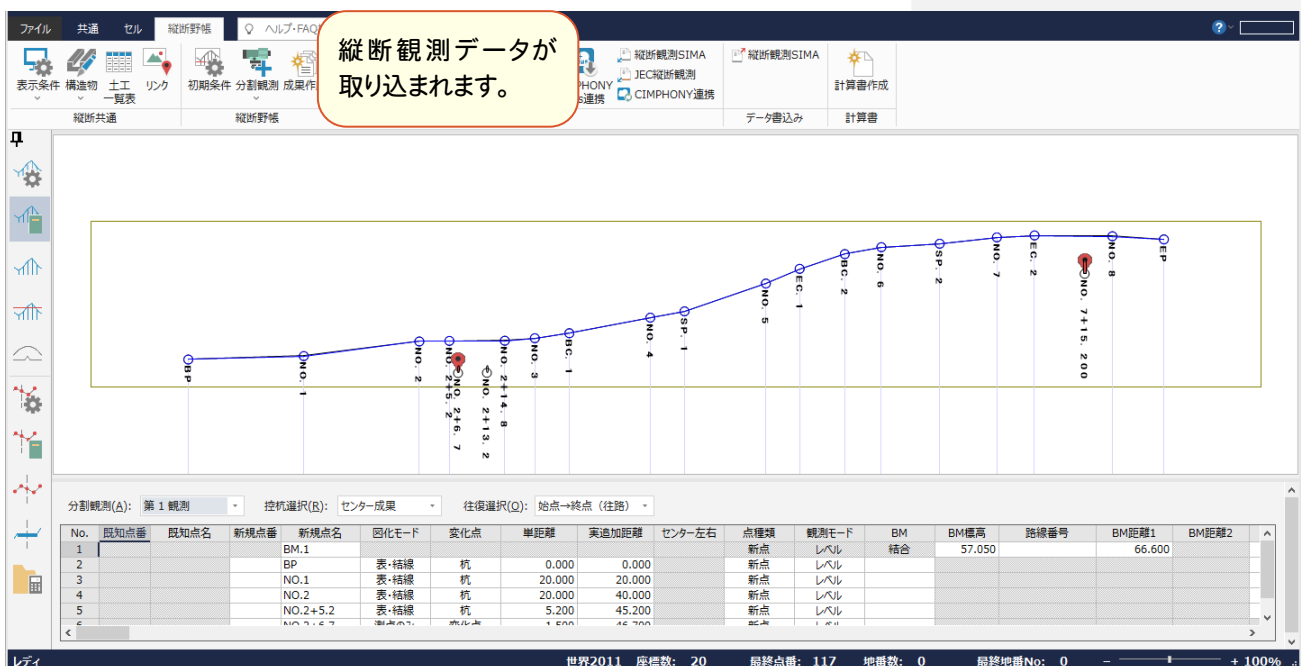 ファイル 共通 セル 縦断野帳 ヘルプ・FAQ
縦断観測データが
取り込まれます。
表示条件 構造物 土工 リンク 初期条件 分割観測
一覧表
縦断観測SIMA 縦断観測SIMA
JEC縦断観測
CIMPHONY連携
計算書作成
縦断共通 縦断野帳 データ書込み 計算書
BP
NO. 1
NO. 2
NO. 2+5. 2
NO. 2+6. 7
NO. 2+13. 2
NO. 2+14. 8
NO. 3
BC. 1
NO. 4
SP. 1
NO. 5
EC. 1
BC. 2
NO. 6
SP. 2
NO. 7
EC. 2
NO. 7+15. 200
NO. 8
EP
分割観測(A): 第1観測 控杭選択(R): センター成果 往復選択(O): 始点→終点（往路）
No. 既知点番 既知点名 新規点番 新規点名 図化モード 変化点 単距離 実追加距離 センター左右 点種類 観測モード BM BM標高 路線番号 BM距離1 BM距離2
1 BM.1 新点 レベル 結合 57.050 66.600
2 BP 表・結線 杭 0.000 0.000 新点 レベル
3 NO.1 表・結線 杭 20.000 20.000 新点 レベル
4 NO.2 表・結線 杭 20.000 40.000 新点 レベル
5 NO.2+5.2 表・結線 杭 5.200 45.200 新点 レベル
レディ 世界2011 座標数: 20 最終点番: 117 地番数: 0 最終地番No: 0 － + 100%